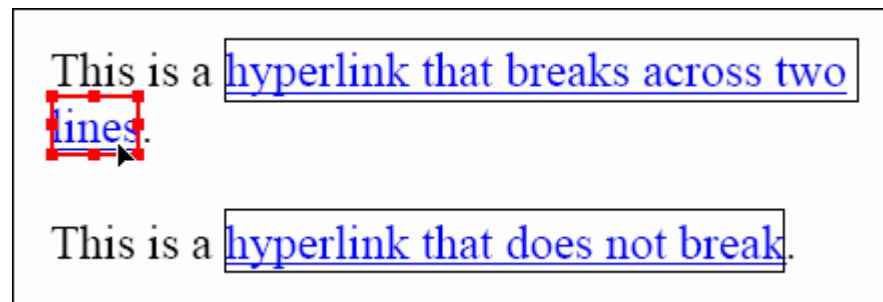 This is a hyperlink that breaks across two
lines.
This is a hyperlink that does not break.